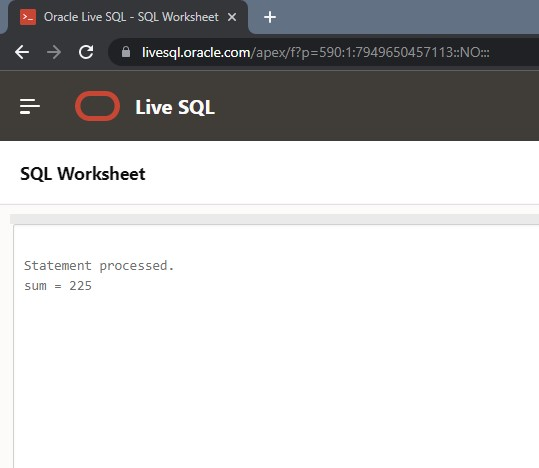 Oracle Live SQL - SQL Worksheet
livesql.oracle.com/apex/f?p=590:1:7949650457113::NO:::
Live SQL
SQL Worksheet
Statement processed.
sum = 225